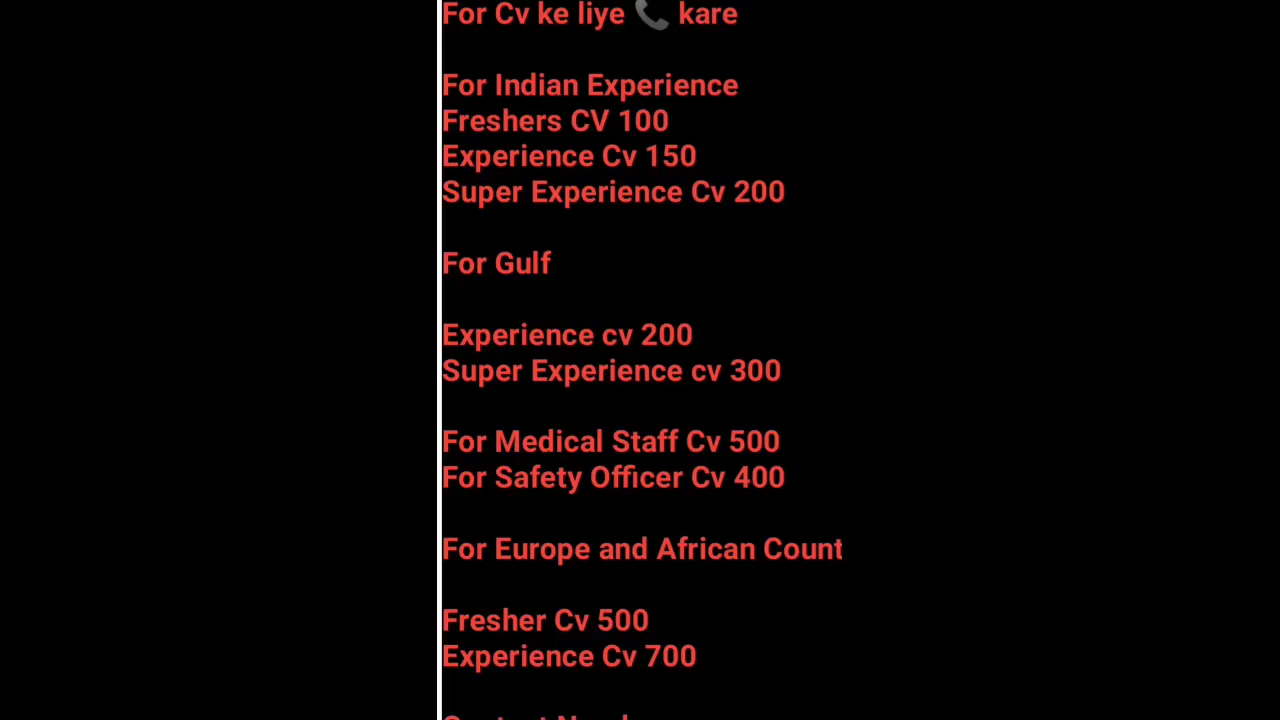 For Cv ke liye 📞 kare
For Indian Experience
Freshers CV 100
Experience Cv 150
Super Experience Cv 200
For Gulf
Experience cv 200
Super Experience cv 300
For Medical Staff Cv 500
For Safety Officer Cv 400
For Europe and African Count
Fresher Cv 500
Experience Cv 700